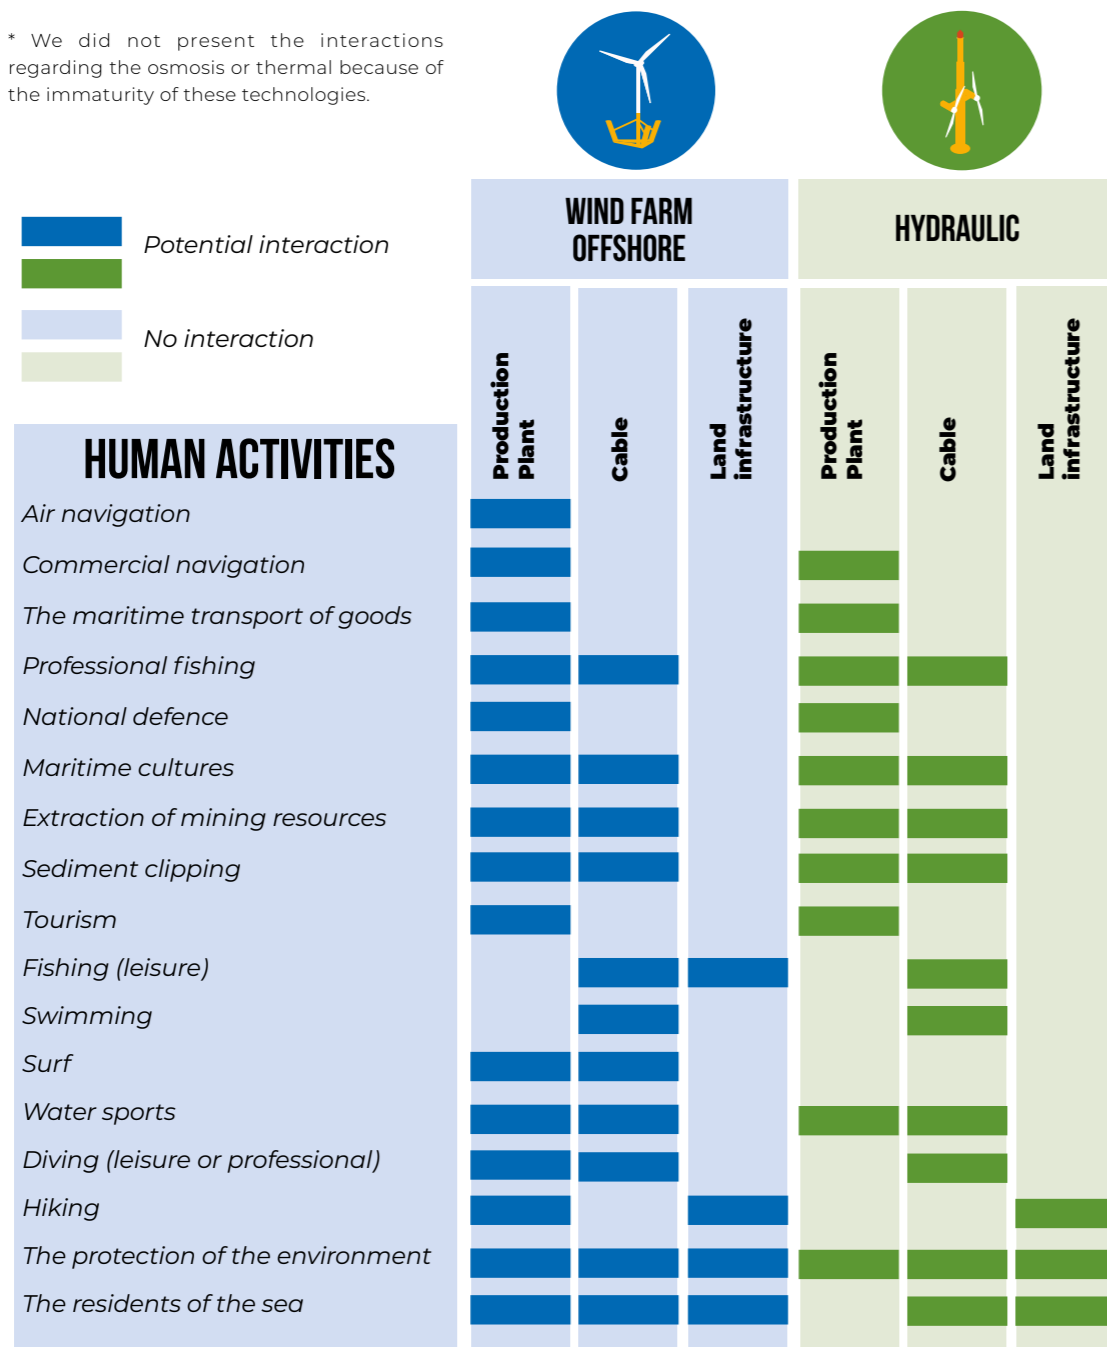 * We did not present the interactions
regarding the osmosis or thermal because of
the immaturity of these technologies.
WIND FARM
OFFSHORE
HYDRAULIC
Potential interaction
No interaction
Production
Plant
Cable
Land
infrastructure
Production
Plant
Cable
Land
infrastructure
HUMAN ACTIVITIES
Air navigation
Commercial navigation
The maritime transport of goods
Professional fishing
National defence
Maritime cultures
Extraction of mining resources
Sediment clipping
Tourism
Fishing (leisure)
Swimming
Surf
Water sports
Diving (leisure or professional)
Hiking
The protection of the environment
The residents of the sea